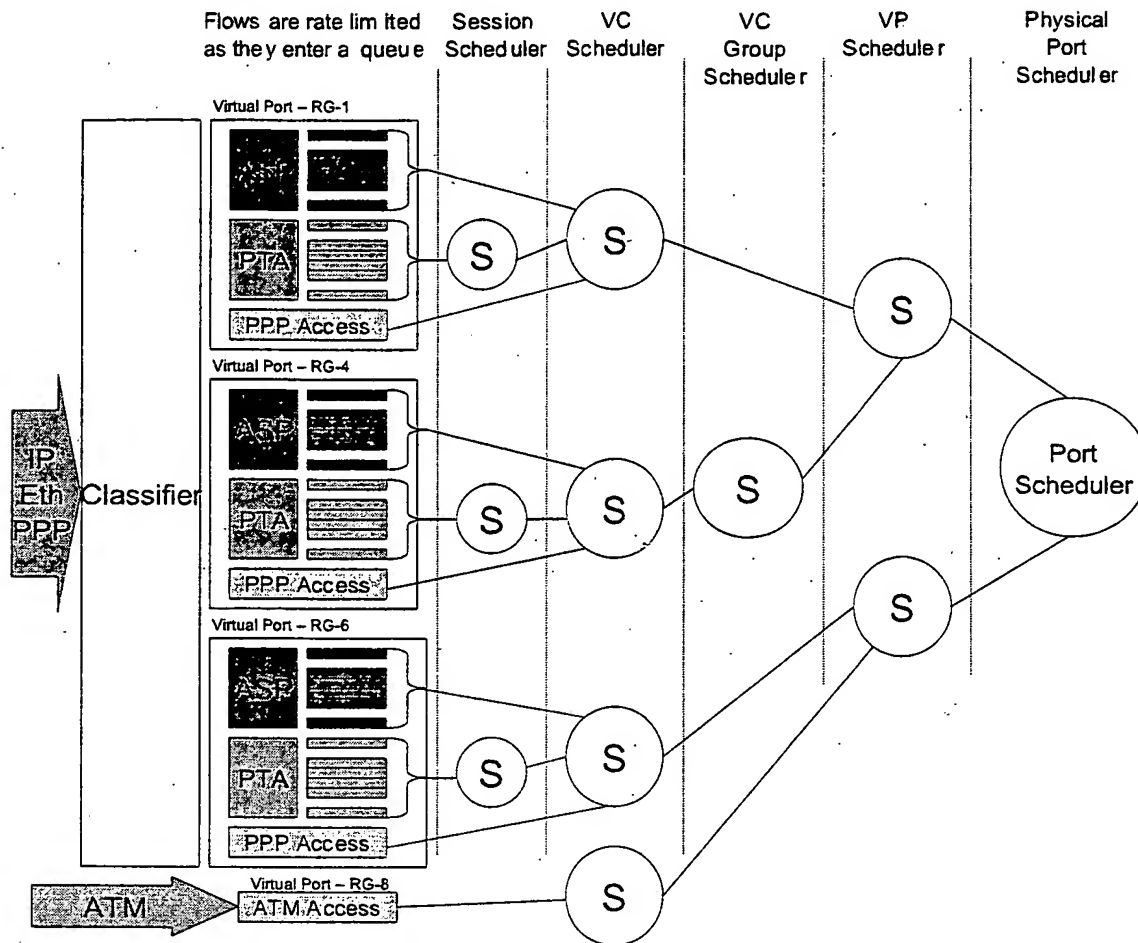 Flows are rate limited
as they enter a queue
Session
Scheduler
VC
Scheduler
VC
Group
Scheduler
VP
Scheduler
Physical
Port
Scheduler
Virtual Port – RG-1
PTA
PPP Access
S
S
S
Virtual Port – RG-4
ASP
PTA
PPP Access
S
S
S
Port
Scheduler
IP
Eth
PPP
Classifier
Virtual Port – RG-6
ASP
PTA
PPP Access
S
S
S
ATM
Virtual Port – RG-8
ATM Access
S